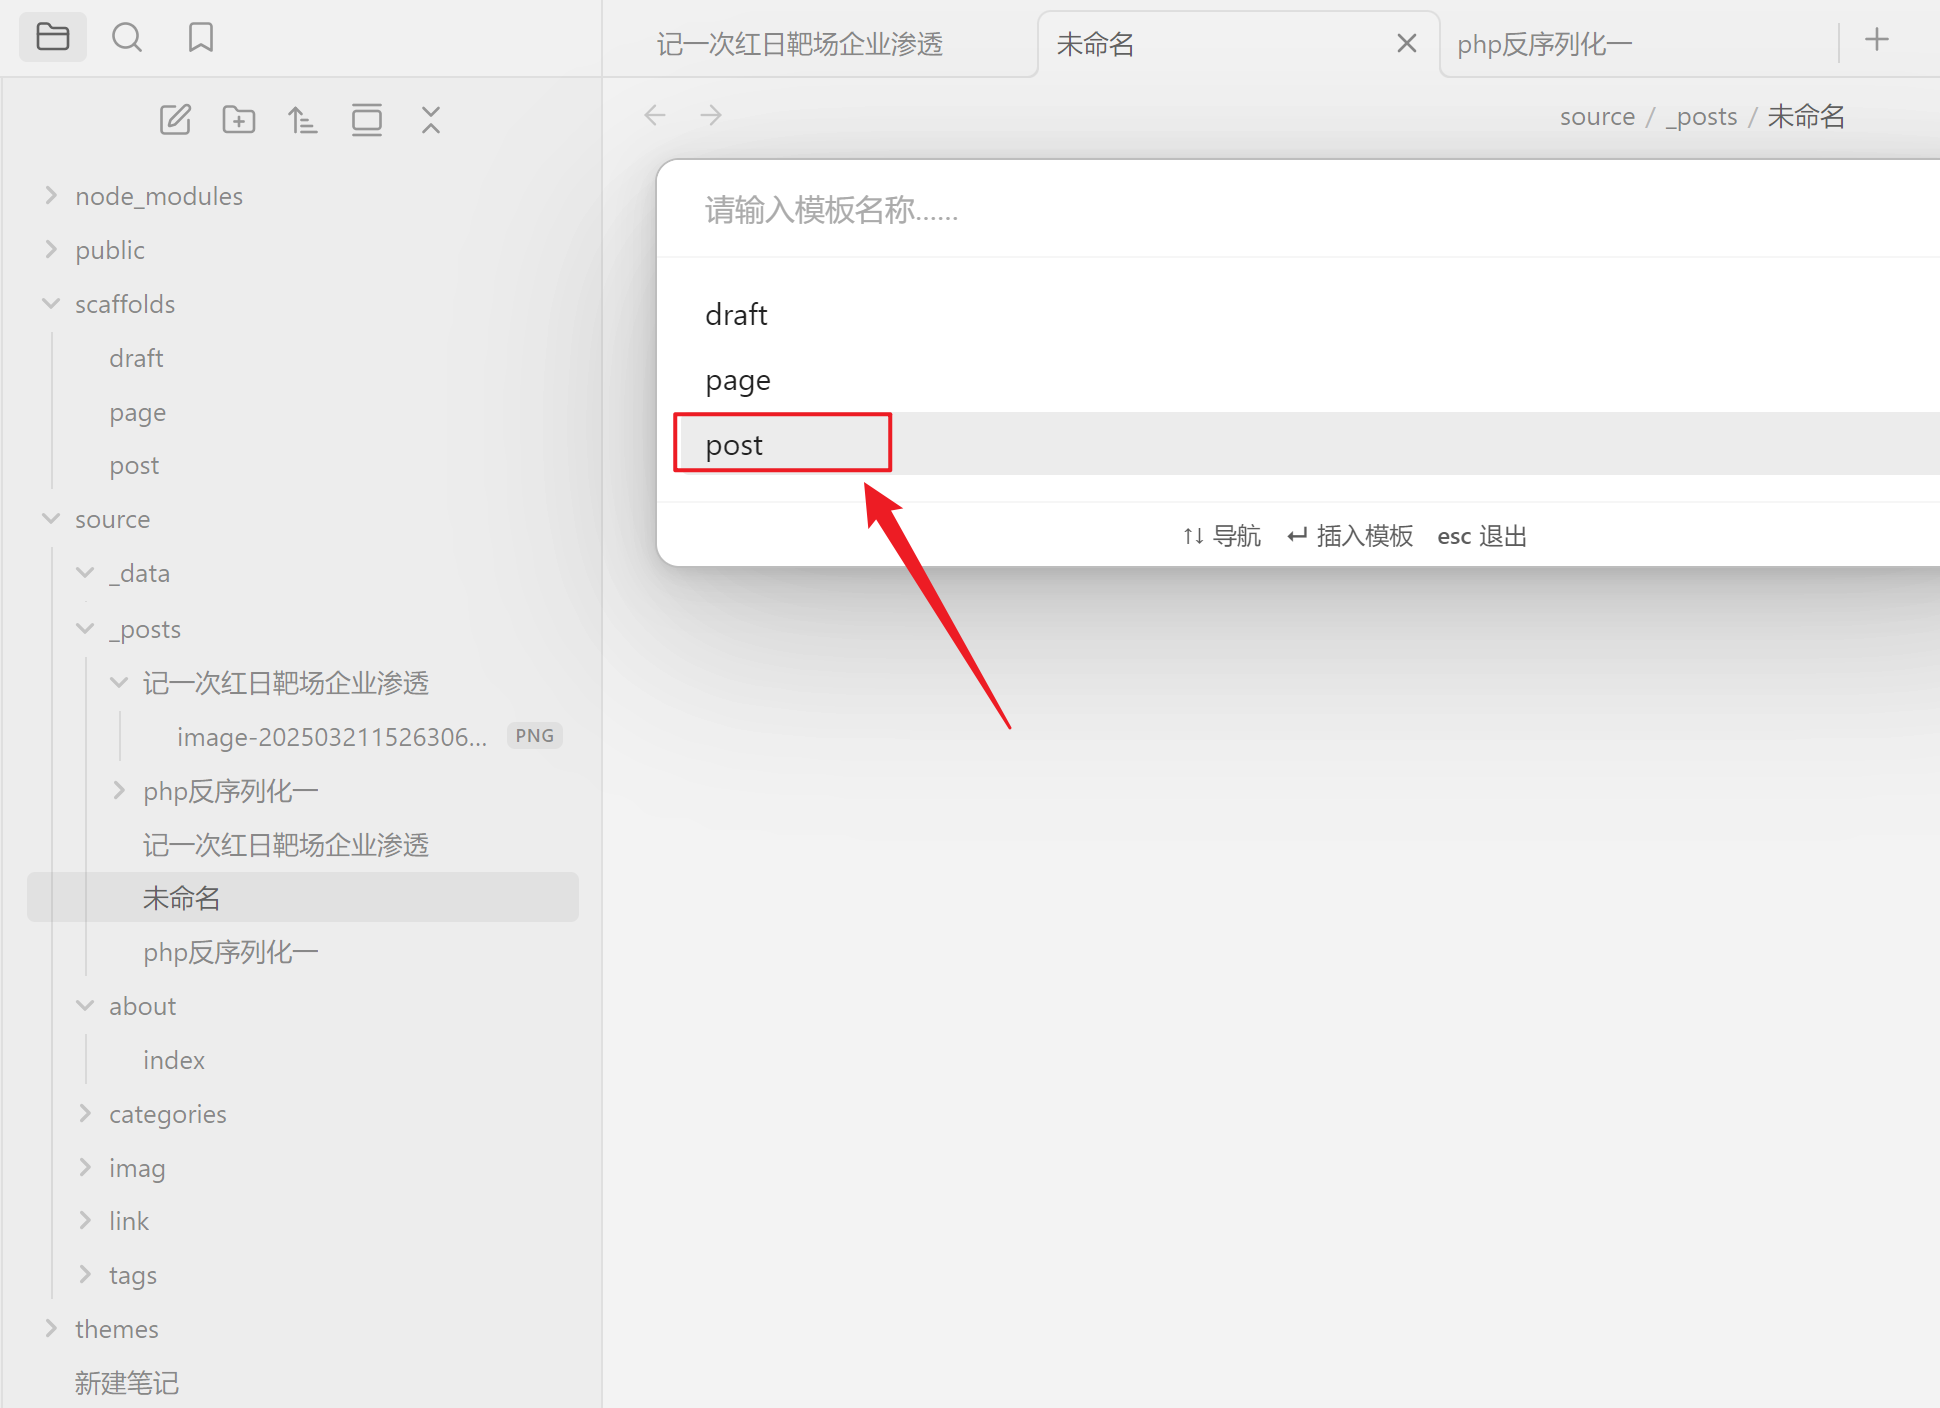 记一次红日靶场企业渗透
未命名
php反序列化一
source / _posts / 未命名
node_modules
public
scaffolds
draft
page
post
source
_data
_posts
记一次红日靶场企业渗透
image-202503211526306... PNG
php反序列化一
记一次红日靶场企业渗透
未命名
php反序列化一
about
index
categories
imag
link
tags
themes
新建笔记
请输入模板名称......
draft
page
post
↑↓ 导航 ↵ 插入模板 esc 退出